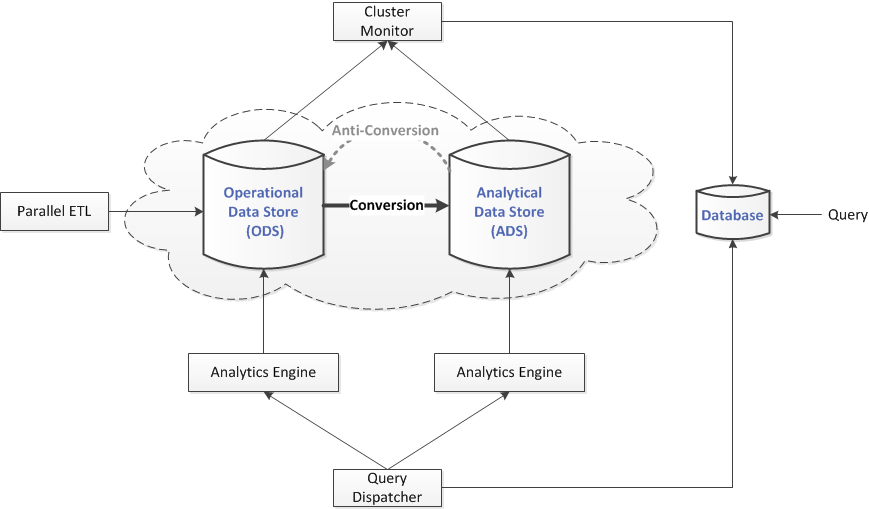 Cluster
Monitor
Anti-Conversion
Operational
Data Store
(ODS)
Conversion
Analytical
Data Store
(ADS)
Parallel ETL
Database
Query
Analytics Engine
Analytics Engine
Query
Dispatcher